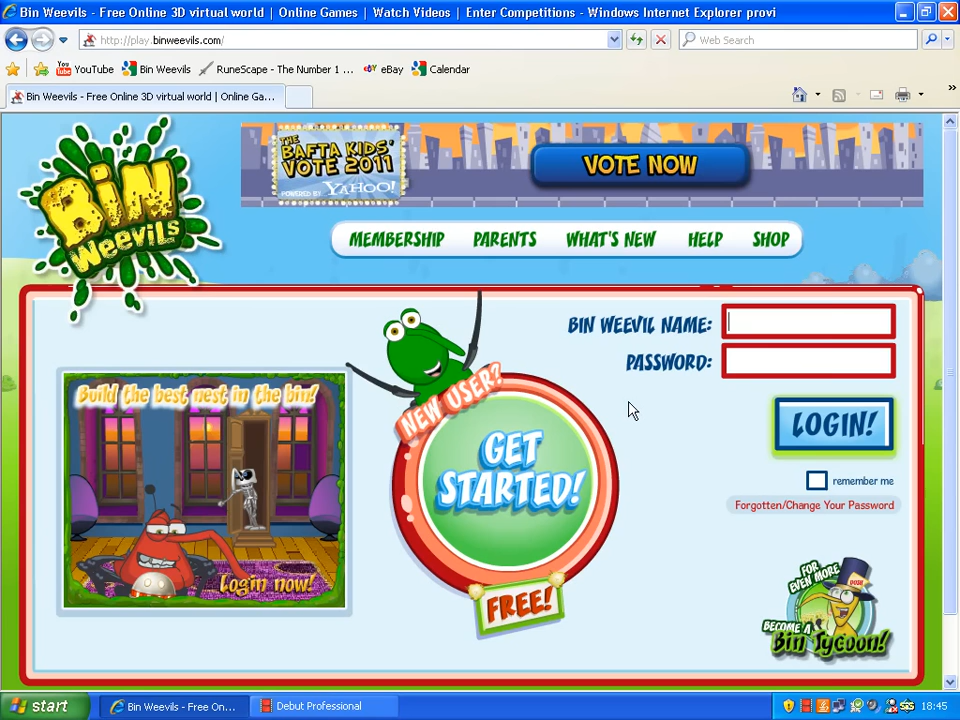 Bin Weevils - Free Online 3D virtual world | Online Games | Watch Videos | Enter Competitions - Windows Internet Explorer provi
http://play.binweevils.com/
Web Search
YouTube Bin Weevils RuneScape - The Number 1 ... eBay Calendar
Bin Weevils - Free Online 3D virtual world | Online Ga...
BiN
Weevils
THE
BAFTA KIDS'
VOTE 2011
POWERED BY YAHOO!
VOTE NOW
MEMBERSHIP PARENTS WHAT'S NEW HELP SHOP
BIN WEEVIL NAME:
PASSWORD:
LOGIN!
remember me
Forgotten/Change Your Password
Build the best nest in the bin!
Login now!
NEW USER?
GET
STARTED!
FREE!
FOR
EVEN MORE
BECOME A
Bin Tycoon!
start
Bin Weevils - Free On...
Debut Professional
18:45